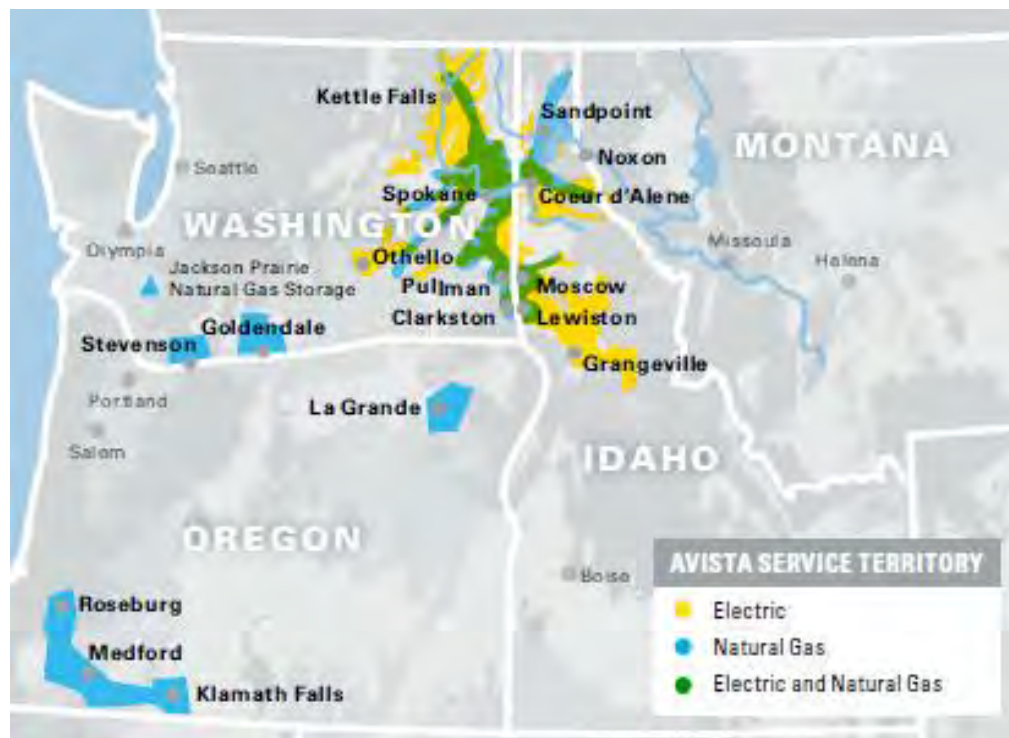 Kettle Falls
Sandpoint
MONTANA
Noxon
Seattle
Spokane
Coeur d'Alene
WASHINGTON
Olympia
Othello
Missoula
Helena
Jackson Prairie
Natural Gas Storage
Pullman
Moscow
Clarkston
Lewiston
Goldendale
Stevenson
Grangeville
Portland
La Grande
Salem
IDAHO
OREGON
Boise
AVISTA SERVICE TERRITORY
Electric
Natural Gas
Electric and Natural Gas
Roseburg
Medford
Klamath Falls